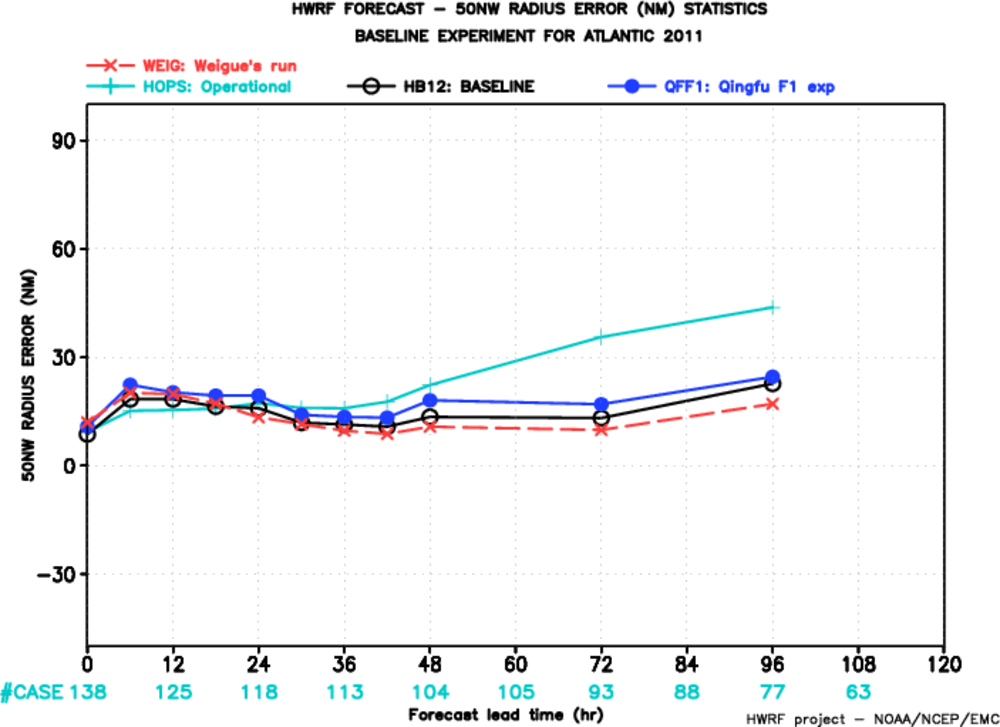 HWRF FORECAST – 50NW RADIUS ERROR (NM) STATISTICS
BASELINE EXPERIMENT FOR ATLANTIC 2011
WEIG: Weigue's run
HOPS: Operational HB12: BASELINE QFF1: Qingfu F1 exp
50NW RADIUS ERROR (NM)
90
60
30
0
−30
0 12 24 36 48 60 72 84 96 108 120
#CASE 138 125 118 113 104 105 93 88 77 63
Forecast lead time (hr)
HWRF project – NOAA/NCEP/EMC